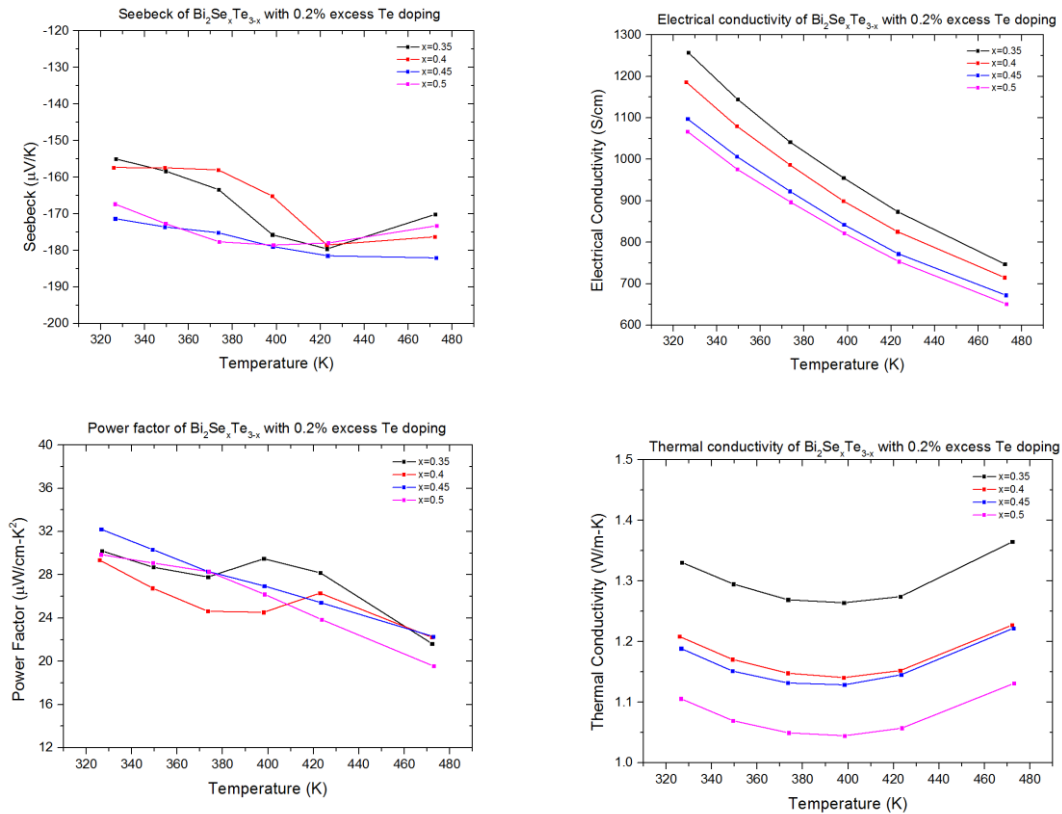 Seebeck of Bi₂SeₓTe₃₋ₓ with 0.2% excess Te doping
-120
-130
-140
-150
-160
-170
-180
-190
-200
Seebeck (μV/K)
x=0.35
x=0.4
x=0.45
x=0.5
320 340 360 380 400 420 440 460 480
Temperature (K)
Electrical conductivity of Bi₂SeₓTe₃₋ₓ with 0.2% excess Te doping
1300
1200
1100
1000
900
800
700
600
Electrical Conductivity (S/cm)
x=0.35
x=0.4
x=0.45
x=0.5
320 340 360 380 400 420 440 460 480
Temperature (K)
Power factor of Bi₂SeₓTe₃₋ₓ with 0.2% excess Te doping
40
36
32
28
24
20
16
12
Power Factor (μW/cm-K²)
x=0.35
x=0.4
x=0.45
x=0.5
320 340 360 380 400 420 440 460 480
Temperature (K)
Thermal conductivity of Bi₂SeₓTe₃₋ₓ with 0.2% excess Te doping
1.5
1.4
1.3
1.2
1.1
1.0
Thermal Conductivity (W/m-K)
x=0.35
x=0.4
x=0.45
x=0.5
320 340 360 380 400 420 440 460 480
Temperature (K)